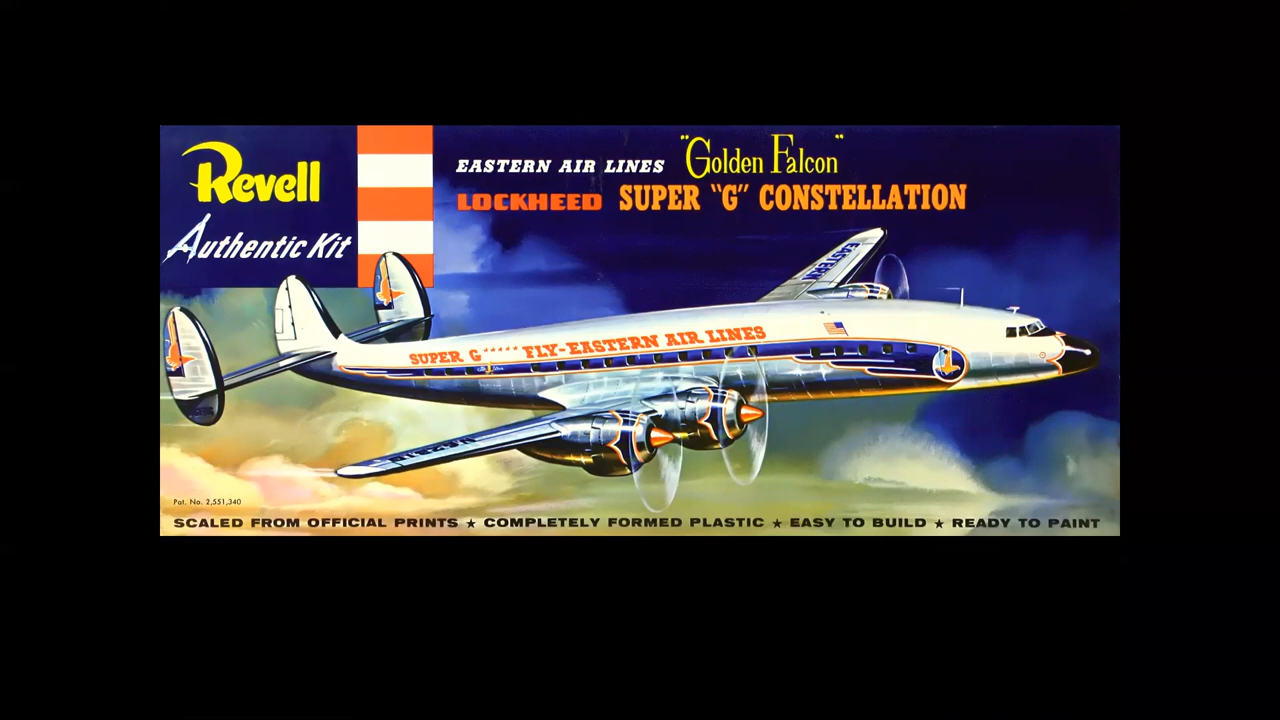 Revell
Authentic Kit
EASTERN AIR LINES "Golden Falcon"
LOCKHEED SUPER "G" CONSTELLATION
EASTERN
SUPER G ***** FLY-EASTERN AIR LINES
Pat. No. 2,551,340
SCALED FROM OFFICIAL PRINTS ★ COMPLETELY FORMED PLASTIC ★ EASY TO BUILD ★ READY TO PAINT